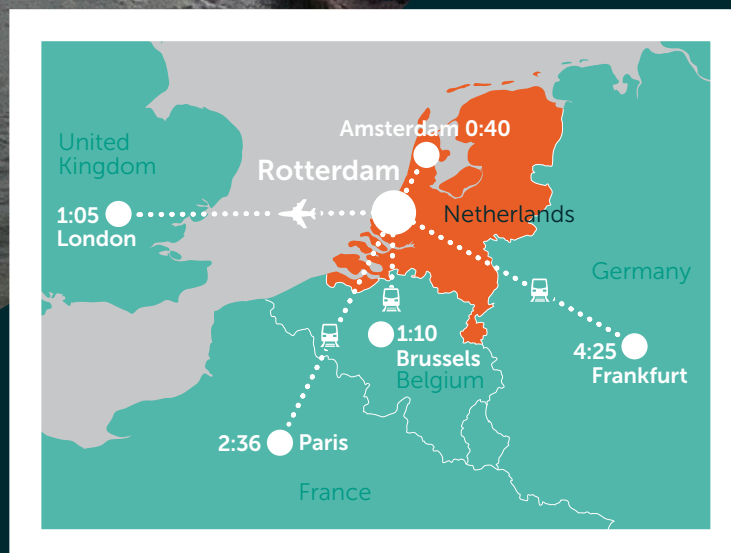 United
Kingdom
Amsterdam 0:40
Rotterdam
1:05
London
Netherlands
Germany
1:10
Brussels
Belgium
4:25
Frankfurt
2:36 Paris
France